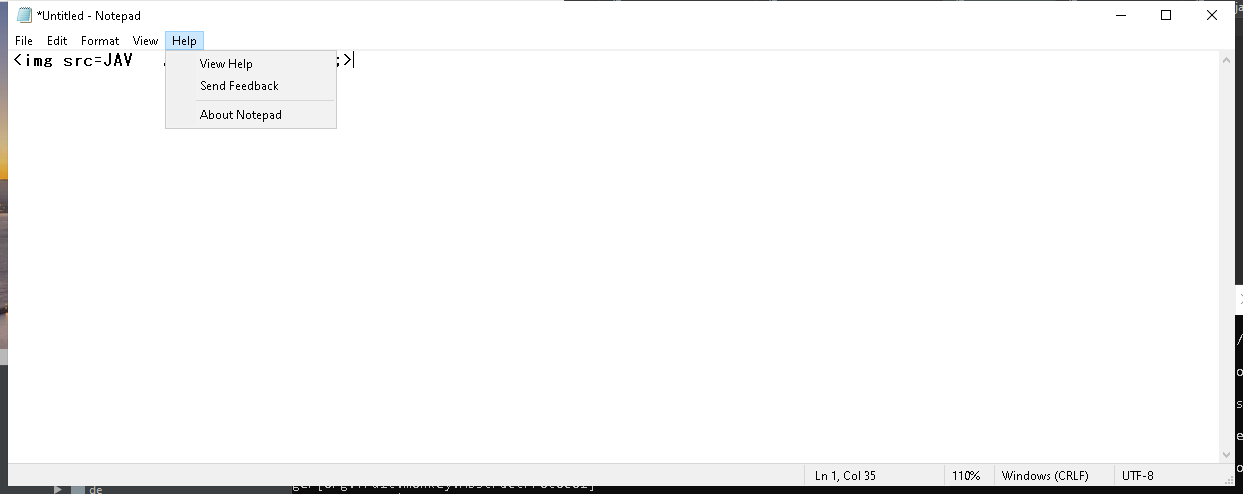 *Untitled - Notepad
File Edit Format View Help
<img src=JAV ;>
View Help
Send Feedback
About Notepad
Ln 1, Col 35 110% Windows (CRLF) UTF-8
de